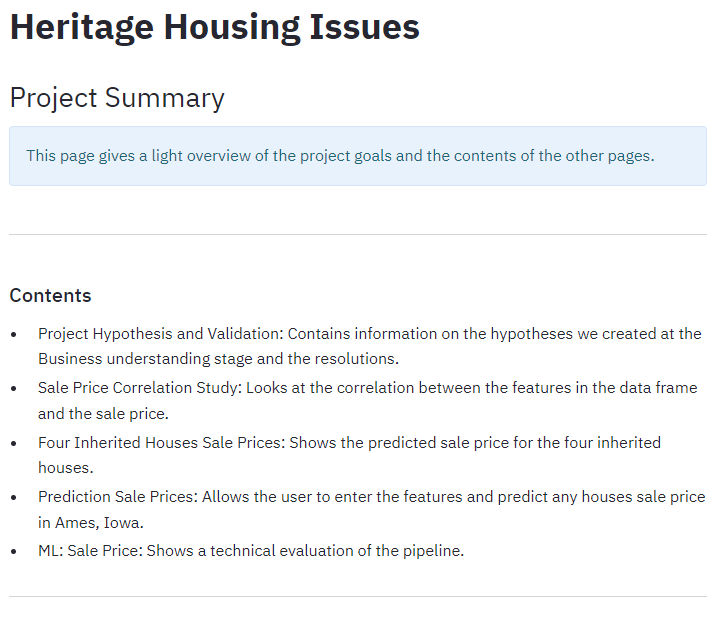 Heritage Housing Issues
Project Summary
This page gives a light overview of the project goals and the contents of the other pages.
Contents
• Project Hypothesis and Validation: Contains information on the hypotheses we created at the
Business understanding stage and the resolutions.
• Sale Price Correlation Study: Looks at the correlation between the features in the data frame
and the sale price.
• Four Inherited Houses Sale Prices: Shows the predicted sale price for the four inherited
houses.
• Prediction Sale Prices: Allows the user to enter the features and predict any houses sale price
in Ames, Iowa.
• ML: Sale Price: Shows a technical evaluation of the pipeline.